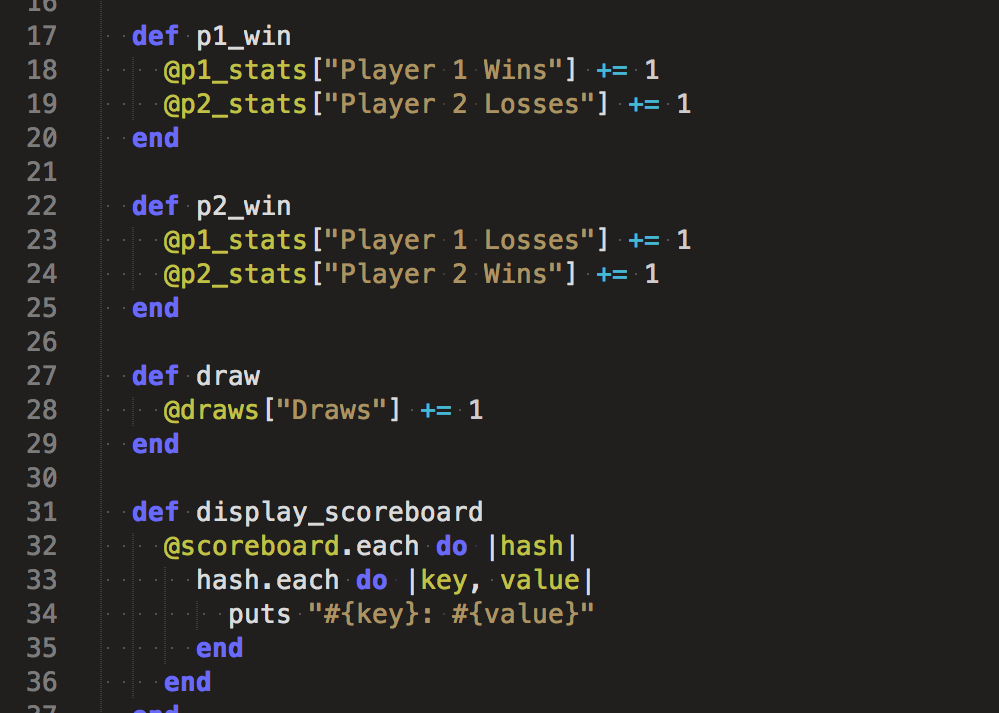 16
17 def p1_win
18 @p1_stats["Player 1 Wins"] += 1
19 @p2_stats["Player 2 Losses"] += 1
20 end
21
22 def p2_win
23 @p1_stats["Player 1 Losses"] += 1
24 @p2_stats["Player 2 Wins"] += 1
25 end
26
27 def draw
28 @draws["Draws"] += 1
29 end
30
31 def display_scoreboard
32 @scoreboard.each do |hash|
33 hash.each do |key, value|
34 puts "#{key}: #{value}"
35 end
36 end
37 end